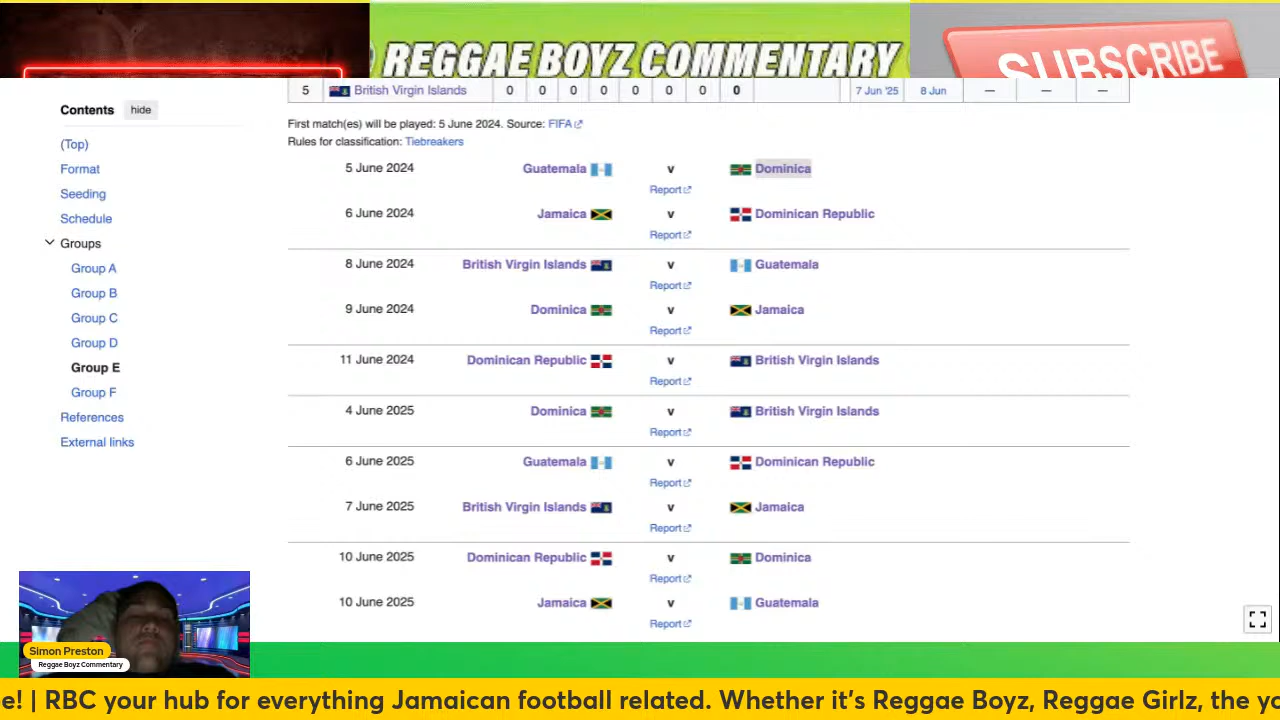 REGGAE BOYZ COMMENTARY
SUBSCRIBE
Contents hide
(Top)
Format
Seeding
Schedule
Groups
Group A
Group B
Group C
Group D
Group E
Group F
References
External links
5 British Virgin Islands 0 0 0 0 0 0 0 0 7 Jun '25 8 Jun — — —
First match(es) will be played: 5 June 2024. Source: FIFA
Rules for classification: Tiebreakers
5 June 2024 Guatemala v Dominica
Report
6 June 2024 Jamaica v Dominican Republic
Report
8 June 2024 British Virgin Islands v Guatemala
Report
9 June 2024 Dominica v Jamaica
Report
11 June 2024 Dominican Republic v British Virgin Islands
Report
4 June 2025 Dominica v British Virgin Islands
Report
6 June 2025 Guatemala v Dominican Republic
Report
7 June 2025 British Virgin Islands v Jamaica
Report
10 June 2025 Dominican Republic v Dominica
Report
10 June 2025 Jamaica v Guatemala
Report
Simon Preston
Reggae Boyz Commentary
e! | RBC your hub for everything Jamaican football related. Whether it's Reggae Boyz, Reggae Girlz, the yo